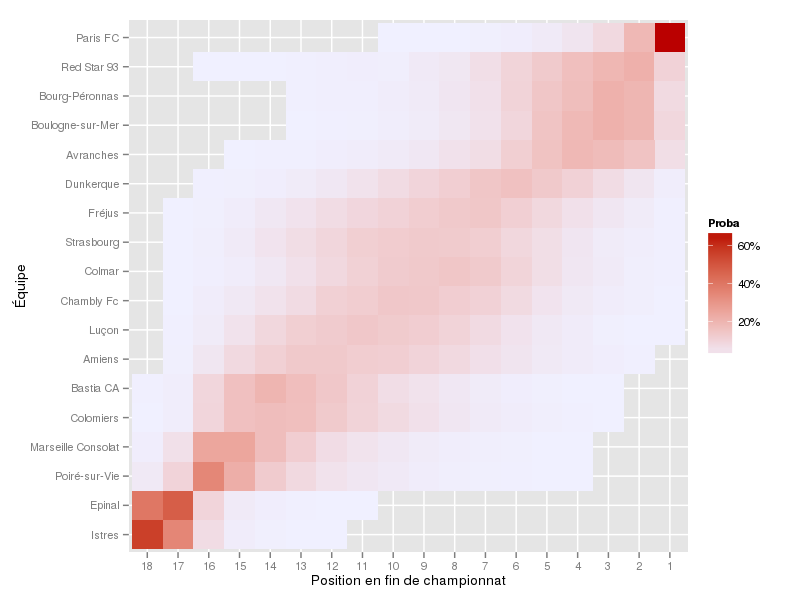 Paris FC
Red Star 93
Bourg-Péronnas
Boulogne-sur-Mer
Avranches
Dunkerque
Fréjus
Strasbourg
Colmar
Chambly Fc
Luçon
Amiens
Bastia CA
Colomiers
Marseille Consolat
Poiré-sur-Vie
Epinal
Istres
Équipe
18 17 16 15 14 13 12 11 10 9 8 7 6 5 4 3 2 1
Position en fin de championnat
Proba
60%
40%
20%